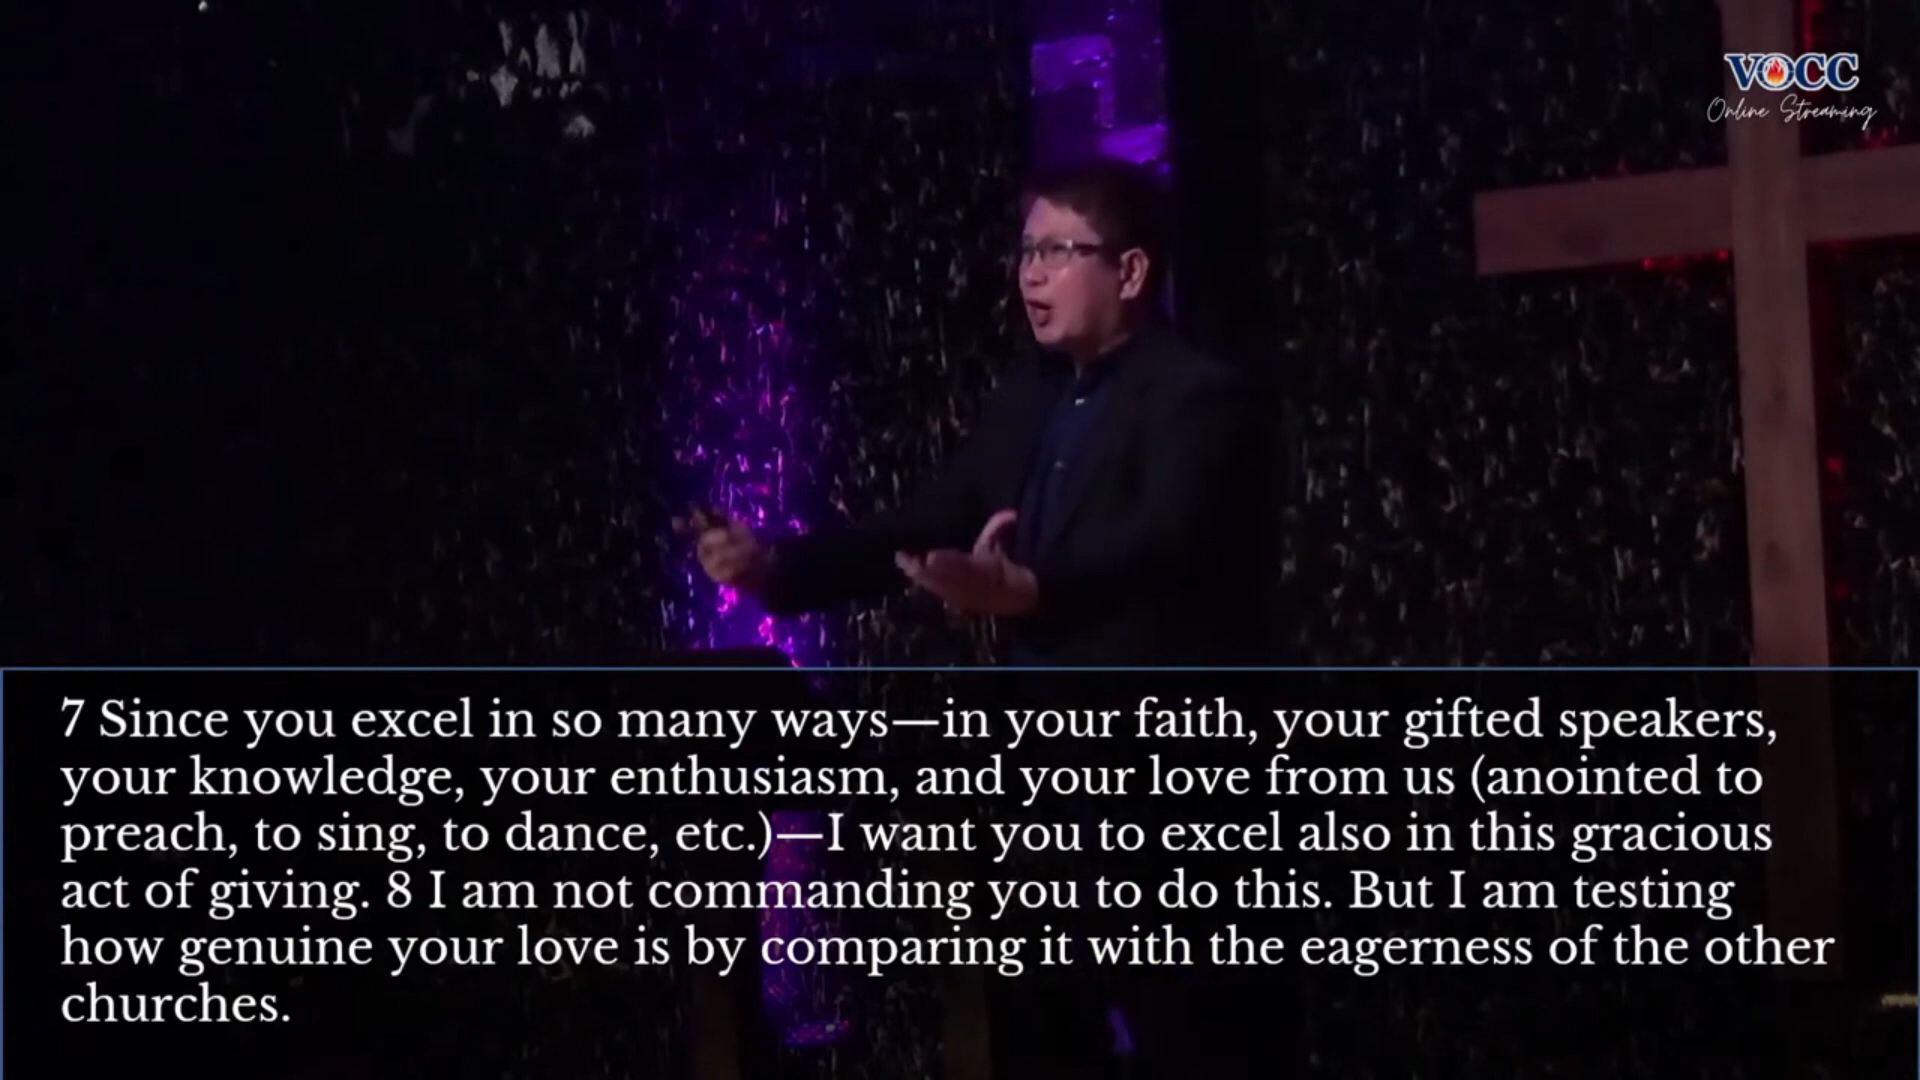 VOCC
Online Streaming
7 Since you excel in so many ways—in your faith, your gifted speakers,
your knowledge, your enthusiasm, and your love from us (anointed to
preach, to sing, to dance, etc.)—I want you to excel also in this gracious
act of giving. 8 I am not commanding you to do this. But I am testing
how genuine your love is by comparing it with the eagerness of the other
churches.